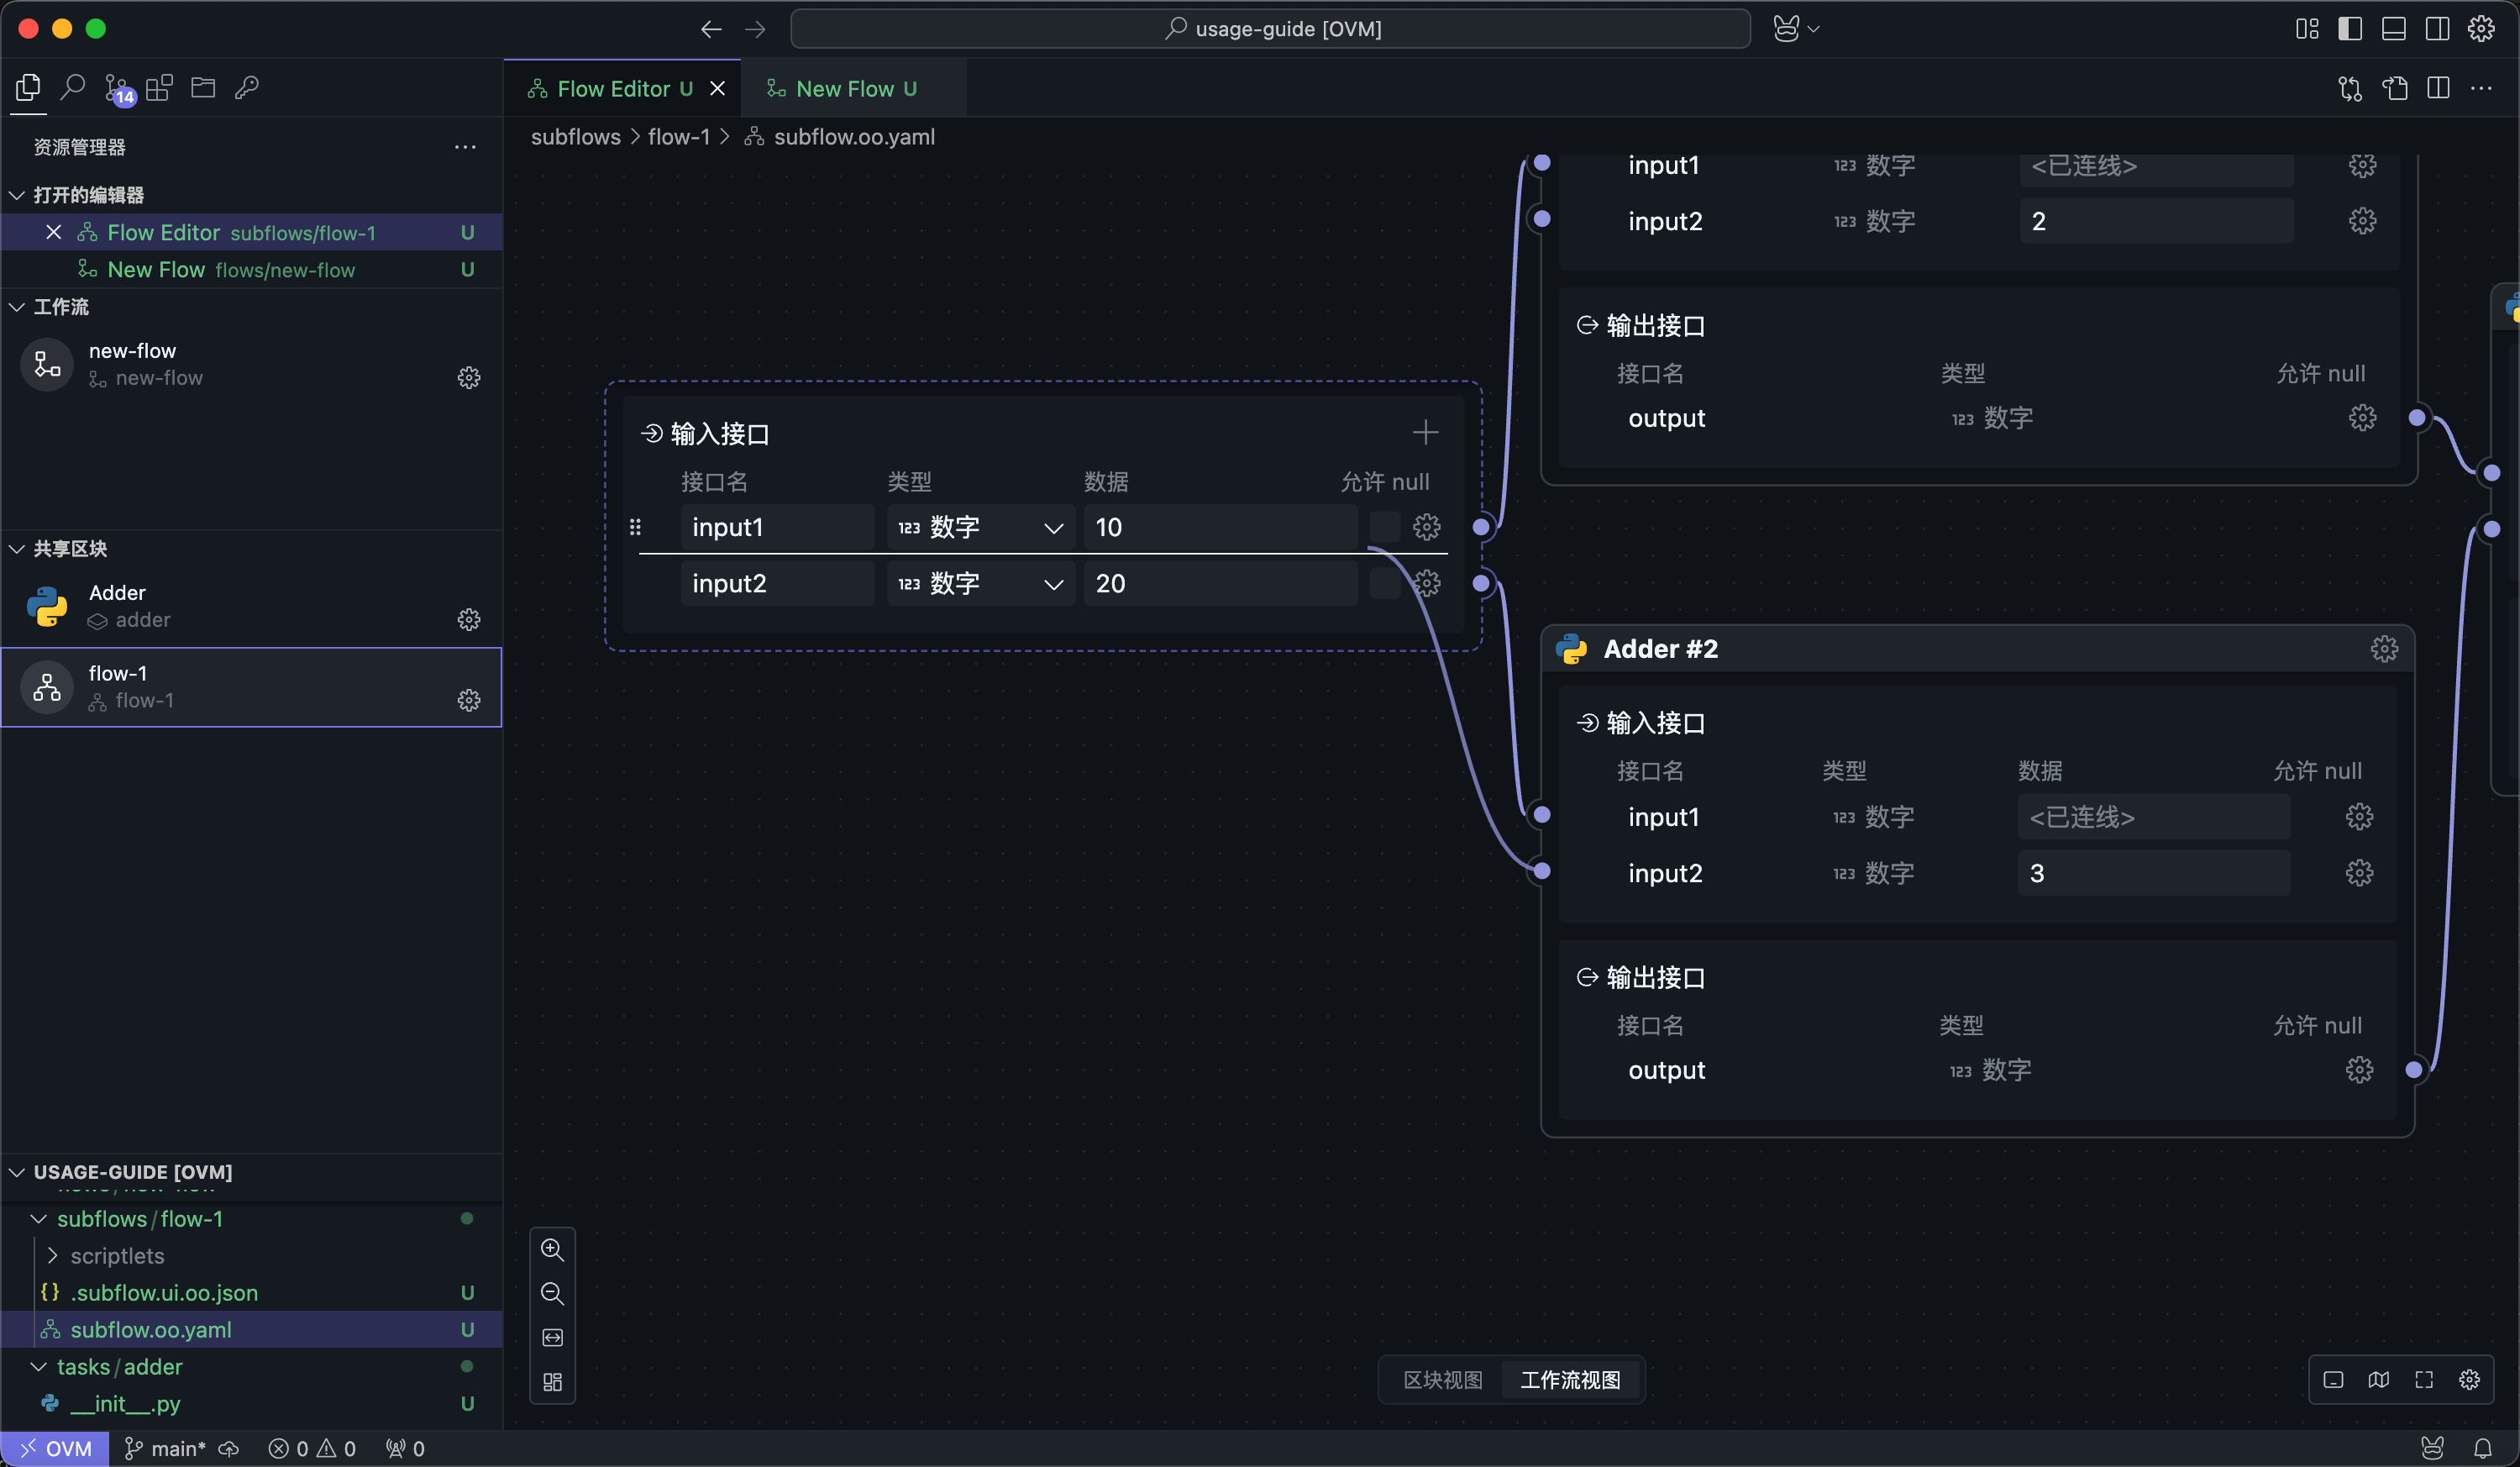 usage-guide [OVM]
14
Flow Editor U
New Flow U
资源管理器
subflows > flow-1 > subflow.oo.yaml
打开的编辑器
Flow Editor subflows/flow-1 U
New Flow flows/new-flow U
工作流
new-flow
new-flow
共享区块
Adder
adder
flow-1
flow-1
USAGE-GUIDE [OVM]
subflows/flow-1
scriptlets
{} .subflow.ui.oo.json U
subflow.oo.yaml U
tasks/adder
__init__.py U
输入接口
接口名 类型 数据 允许 null
input1 123 数字 10
input2 123 数字 20
input1 123 数字 <已连线>
input2 123 数字 2
输出接口
接口名 类型 允许 null
output 123 数字
Adder #2
输入接口
接口名 类型 数据 允许 null
input1 123 数字 <已连线>
input2 123 数字 3
输出接口
接口名 类型 允许 null
output 123 数字
区块视图 工作流视图
OVM main* 0 0 0